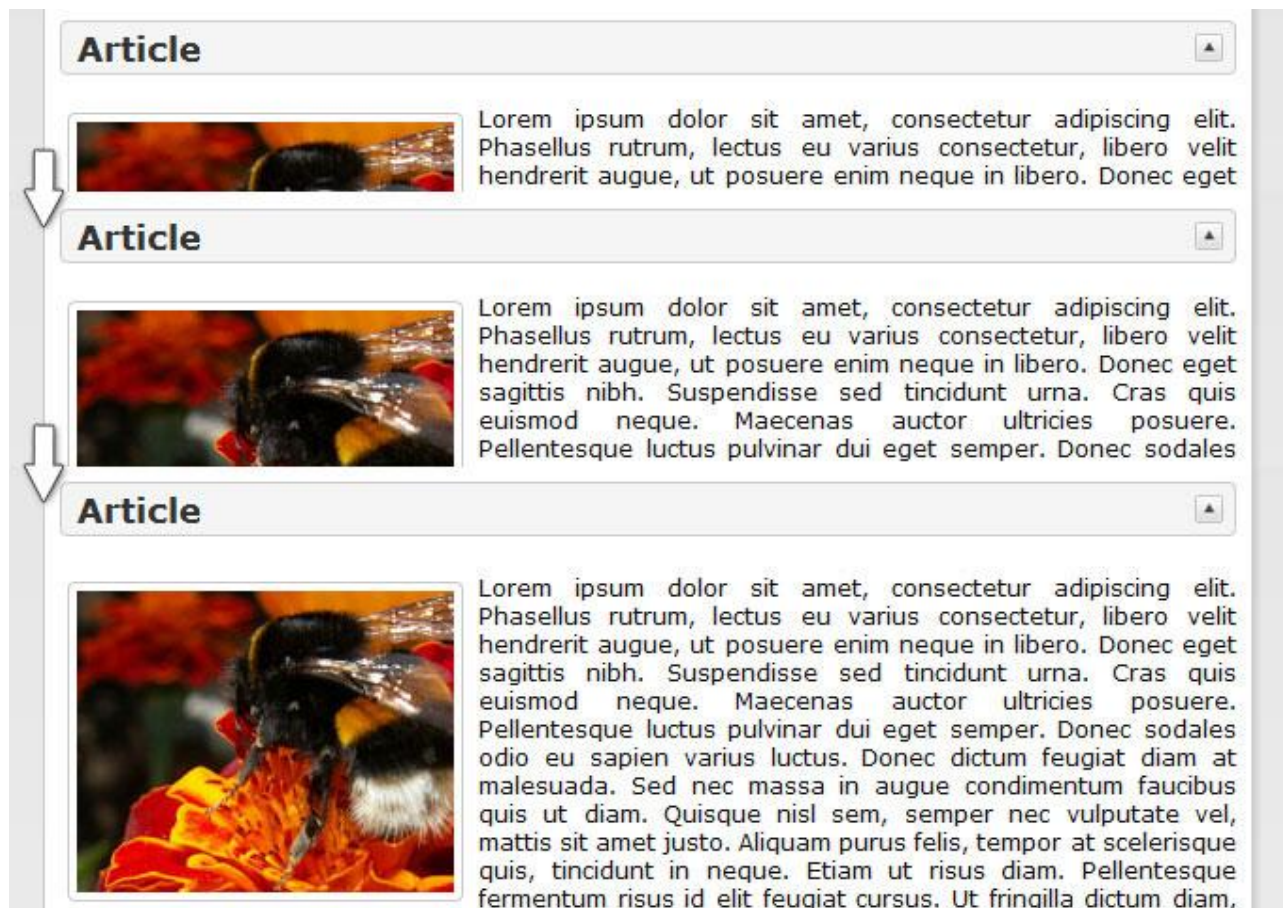 Article
Lorem ipsum dolor sit amet, consectetur adipiscing elit.
Phasellus rutrum, lectus eu varius consectetur, libero velit
hendrerit augue, ut posuere enim neque in libero. Donec eget
Article
Lorem ipsum dolor sit amet, consectetur adipiscing elit.
Phasellus rutrum, lectus eu varius consectetur, libero velit
hendrerit augue, ut posuere enim neque in libero. Donec eget
sagittis nibh. Suspendisse sed tincidunt urna. Cras quis
euismod neque. Maecenas auctor ultricies posuere.
Pellentesque luctus pulvinar dui eget semper. Donec sodales
Article
Lorem ipsum dolor sit amet, consectetur adipiscing elit.
Phasellus rutrum, lectus eu varius consectetur, libero velit
hendrerit augue, ut posuere enim neque in libero. Donec eget
sagittis nibh. Suspendisse sed tincidunt urna. Cras quis
euismod neque. Maecenas auctor ultricies posuere.
Pellentesque luctus pulvinar dui eget semper. Donec sodales
odio eu sapien varius luctus. Donec dictum feugiat diam at
malesuada. Sed nec massa in augue condimentum faucibus
quis ut diam. Quisque nisl sem, semper nec vulputate vel,
mattis sit amet justo. Aliquam purus felis, tempor at scelerisque
quis, tincidunt in neque. Etiam ut risus diam. Pellentesque
fermentum risus id elit feugiat cursus. Ut fringilla dictum diam,